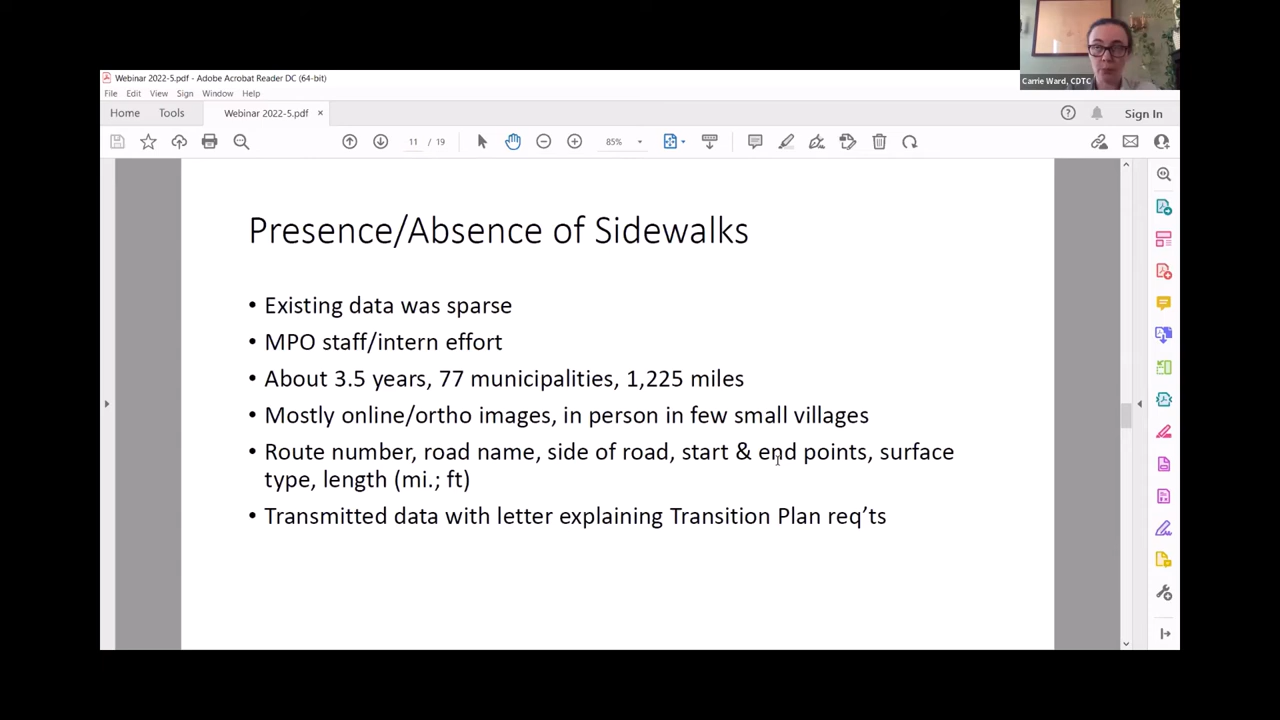 Carrie Ward, CDTC
Webinar 2022-5.pdf - Adobe Acrobat Reader DC (64-bit)
File Edit View Sign Window Help
Home Tools Webinar 2022-5.pdf × Sign In
11 / 19 85%
Presence/Absence of Sidewalks
• Existing data was sparse
• MPO staff/intern effort
• About 3.5 years, 77 municipalities, 1,225 miles
• Mostly online/ortho images, in person in few small villages
• Route number, road name, side of road, start & end points, surface
type, length (mi.; ft)
• Transmitted data with letter explaining Transition Plan req’ts